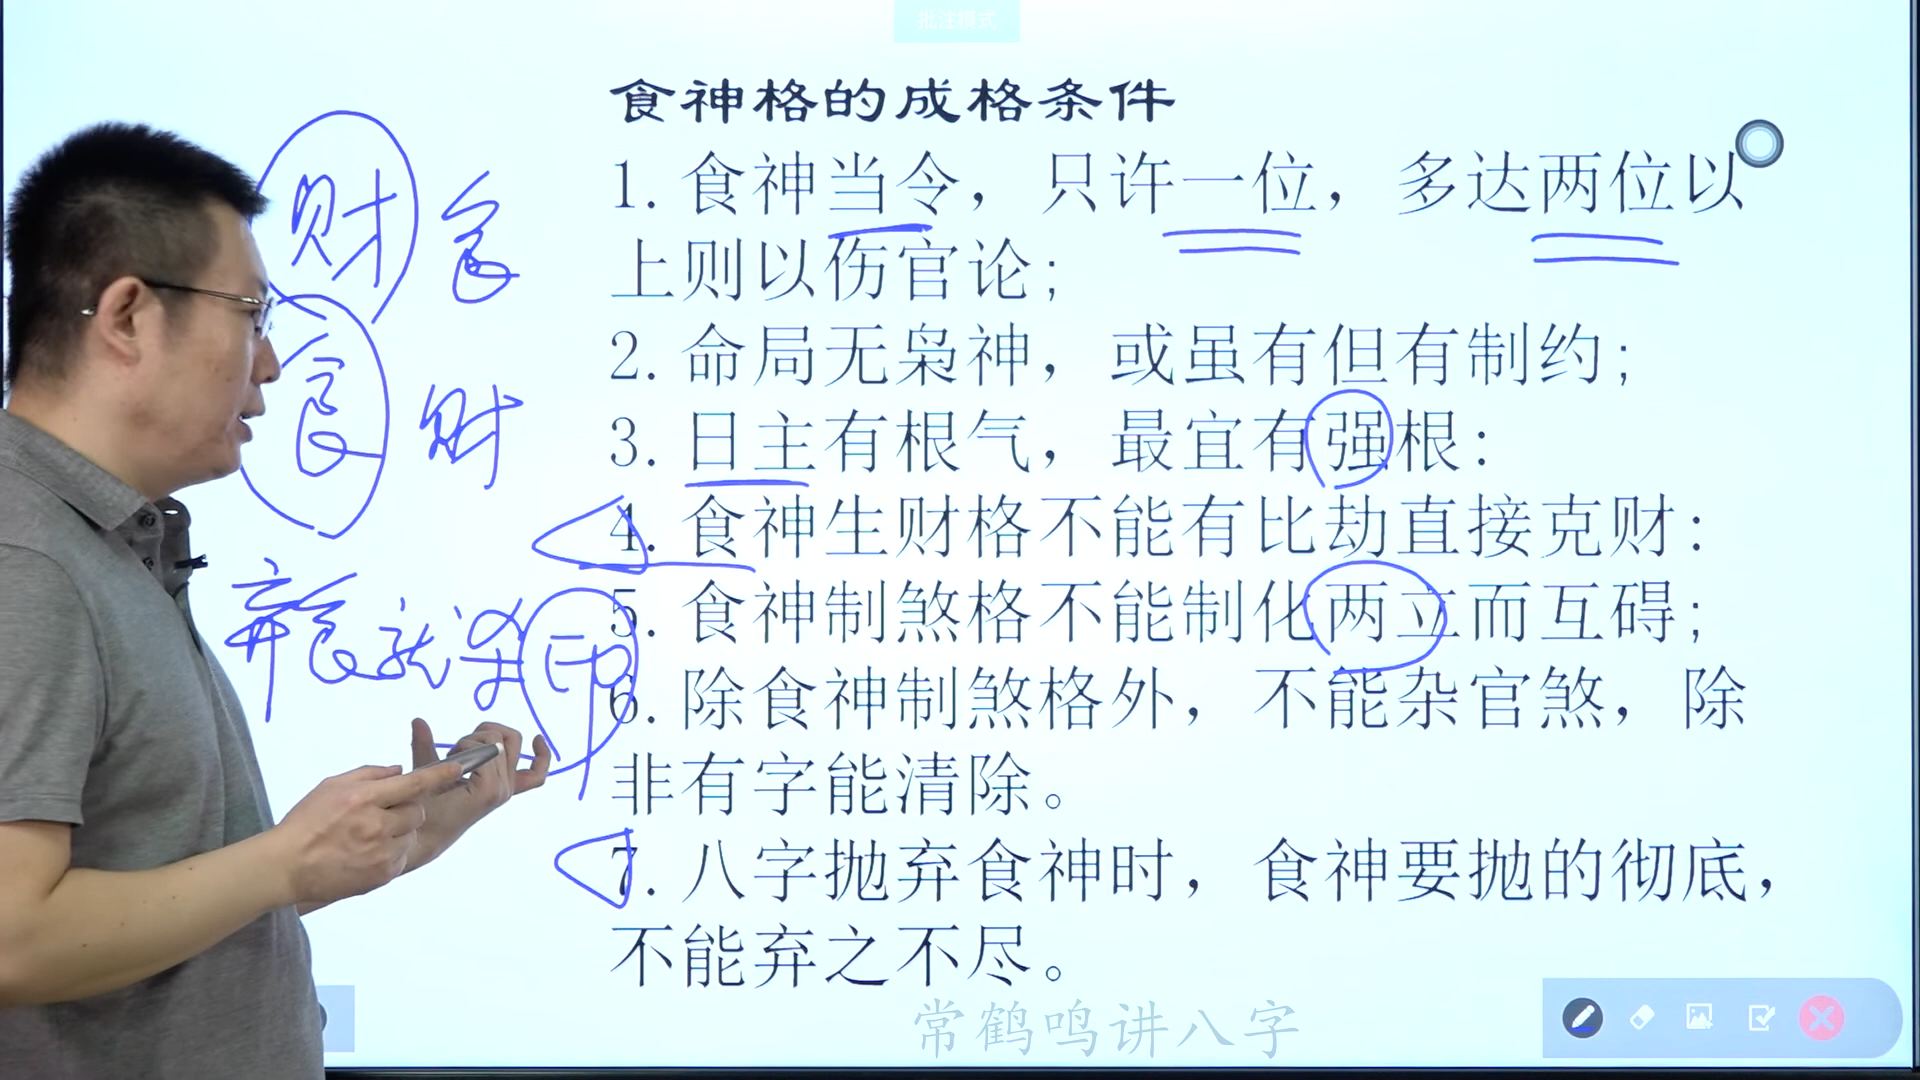 批注模式
食神格的成格条件
1. 食神当令，只许一位，多达两位以
上则以伤官论；
2. 命局无枭神，或虽有但有制约；
3. 日主有根气，最宜有强根：
4. 食神生财格不能有比劫直接克财：
5. 食神制煞格不能制化两立而互碍；
6. 除食神制煞格外，不能杂官煞，除
非有字能清除。
7. 八字抛弃食神时，食神要抛的彻底，
不能弃之不尽。
财 食
食 财
弃食就杀 印
常鹤鸣讲八字